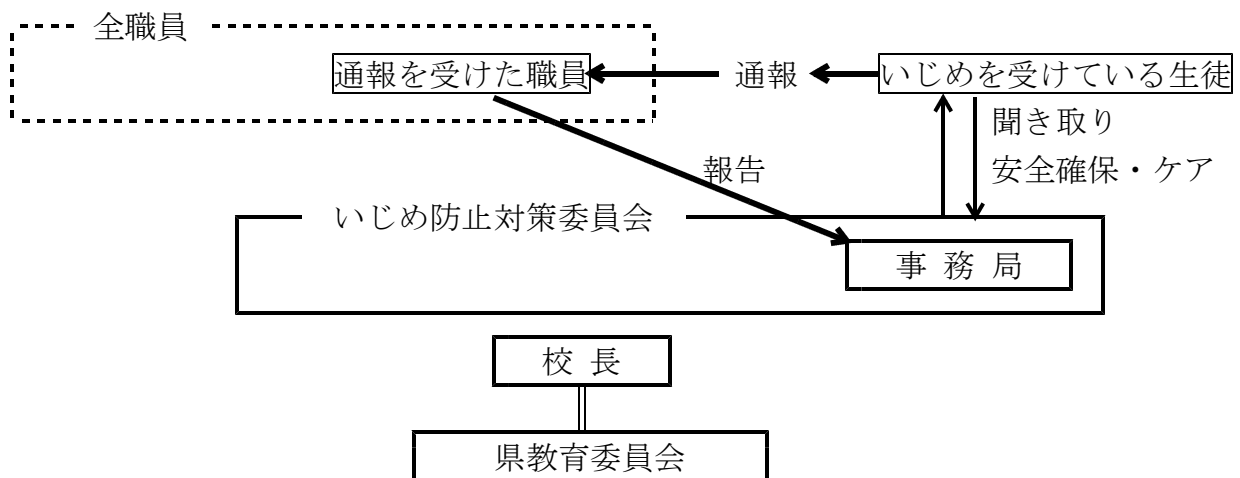 全職員
通報を受けた職員
通報
いじめを受けている生徒
聞き取り
安全確保・ケア
報告
いじめ防止対策委員会
事 務 局
校 長
県教育委員会